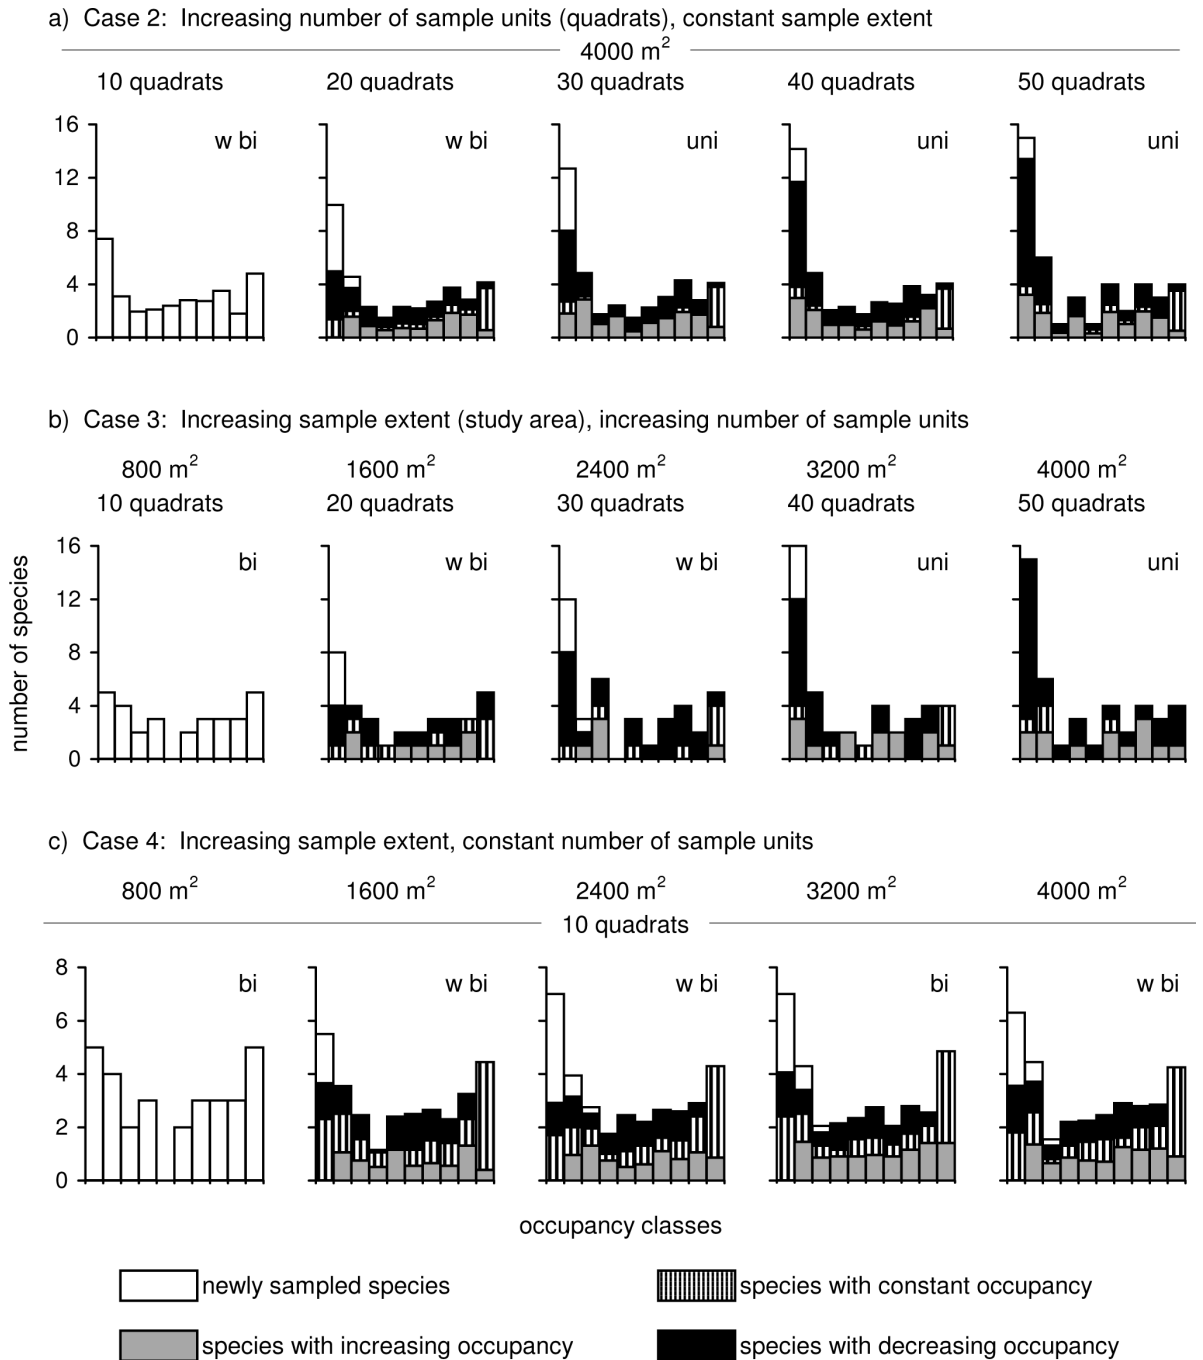 a) Case 2: Increasing number of sample units (quadrats), constant sample extent
4000 m²
10 quadrats 20 quadrats 30 quadrats 40 quadrats 50 quadrats
16 w bi w bi uni uni uni
12
8
4
0
b) Case 3: Increasing sample extent (study area), increasing number of sample units
800 m² 1600 m² 2400 m² 3200 m² 4000 m²
10 quadrats 20 quadrats 30 quadrats 40 quadrats 50 quadrats
16 bi w bi w bi uni uni
12
8
4
0
number of species
c) Case 4: Increasing sample extent, constant number of sample units
800 m² 1600 m² 2400 m² 3200 m² 4000 m²
10 quadrats
8 bi w bi w bi bi w bi
6
4
2
0
occupancy classes
newly sampled species species with constant occupancy
species with increasing occupancy species with decreasing occupancy